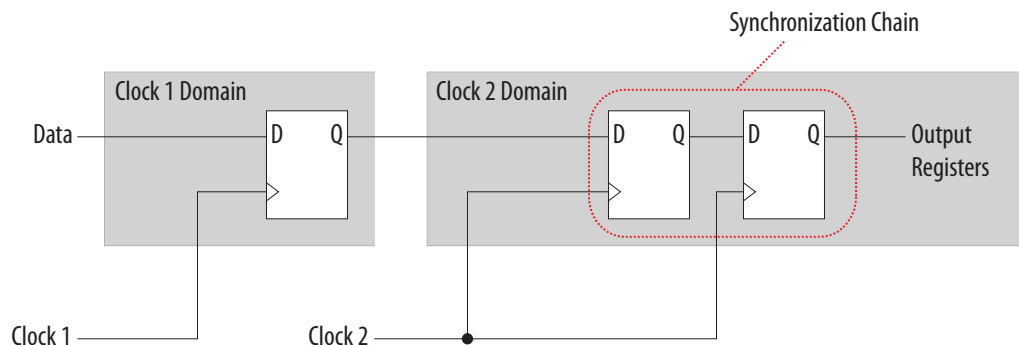 Synchronization Chain
Clock 1 Domain
Clock 2 Domain
Data
D Q
D Q
D Q
Output
Registers
Clock 1
Clock 2